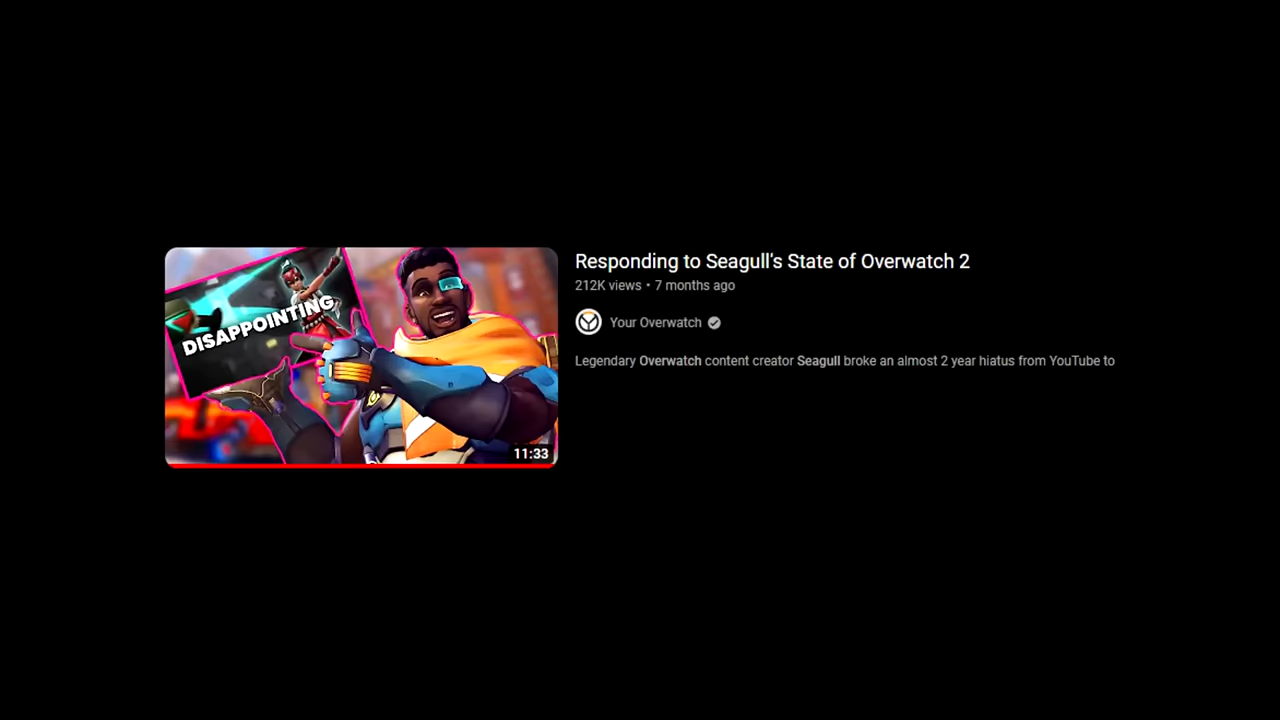 DISAPPOINTING
11:33
Responding to Seagull's State of Overwatch 2
212K views • 7 months ago
Your Overwatch
Legendary Overwatch content creator Seagull broke an almost 2 year hiatus from YouTube to